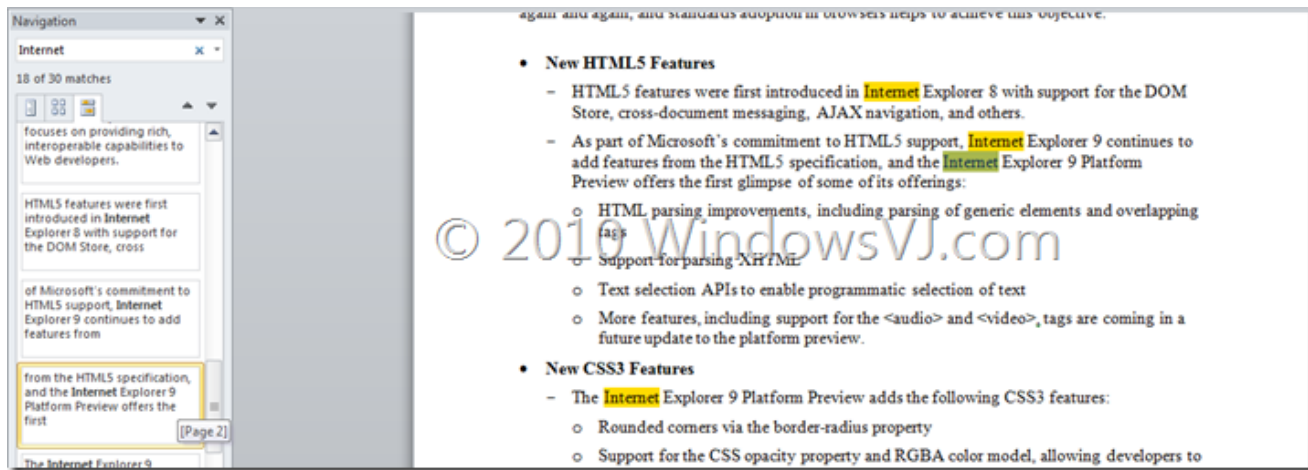 Navigation
Internet
18 of 30 matches
focuses on providing rich,
interoperable capabilities to
Web developers.
HTML5 features were first
introduced in Internet
Explorer 8 with support for
the DOM Store, cross
of Microsoft's commitment to
HTML5 support, Internet
Explorer 9 continues to add
features from
from the HTML5 specification,
and the Internet Explorer 9
Platform Preview offers the
first
[Page 2]
The Internet Explorer 9
again and again, and standards adoption in browsers helps to achieve this objective.
• New HTML5 Features
– HTML5 features were first introduced in Internet Explorer 8 with support for the DOM
Store, cross-document messaging, AJAX navigation, and others.
– As part of Microsoft's commitment to HTML5 support, Internet Explorer 9 continues to
add features from the HTML5 specification, and the Internet Explorer 9 Platform
Preview offers the first glimpse of some of its offerings:
o HTML parsing improvements, including parsing of generic elements and overlapping
tags
© 2010 WindowsVJ.com
o Support for parsing XHTML
o Text selection APIs to enable programmatic selection of text
o More features, including support for the <audio> and <video>, tags are coming in a
future update to the platform preview.
• New CSS3 Features
– The Internet Explorer 9 Platform Preview adds the following CSS3 features:
o Rounded corners via the border-radius property
o Support for the CSS opacity property and RGBA color model, allowing developers to